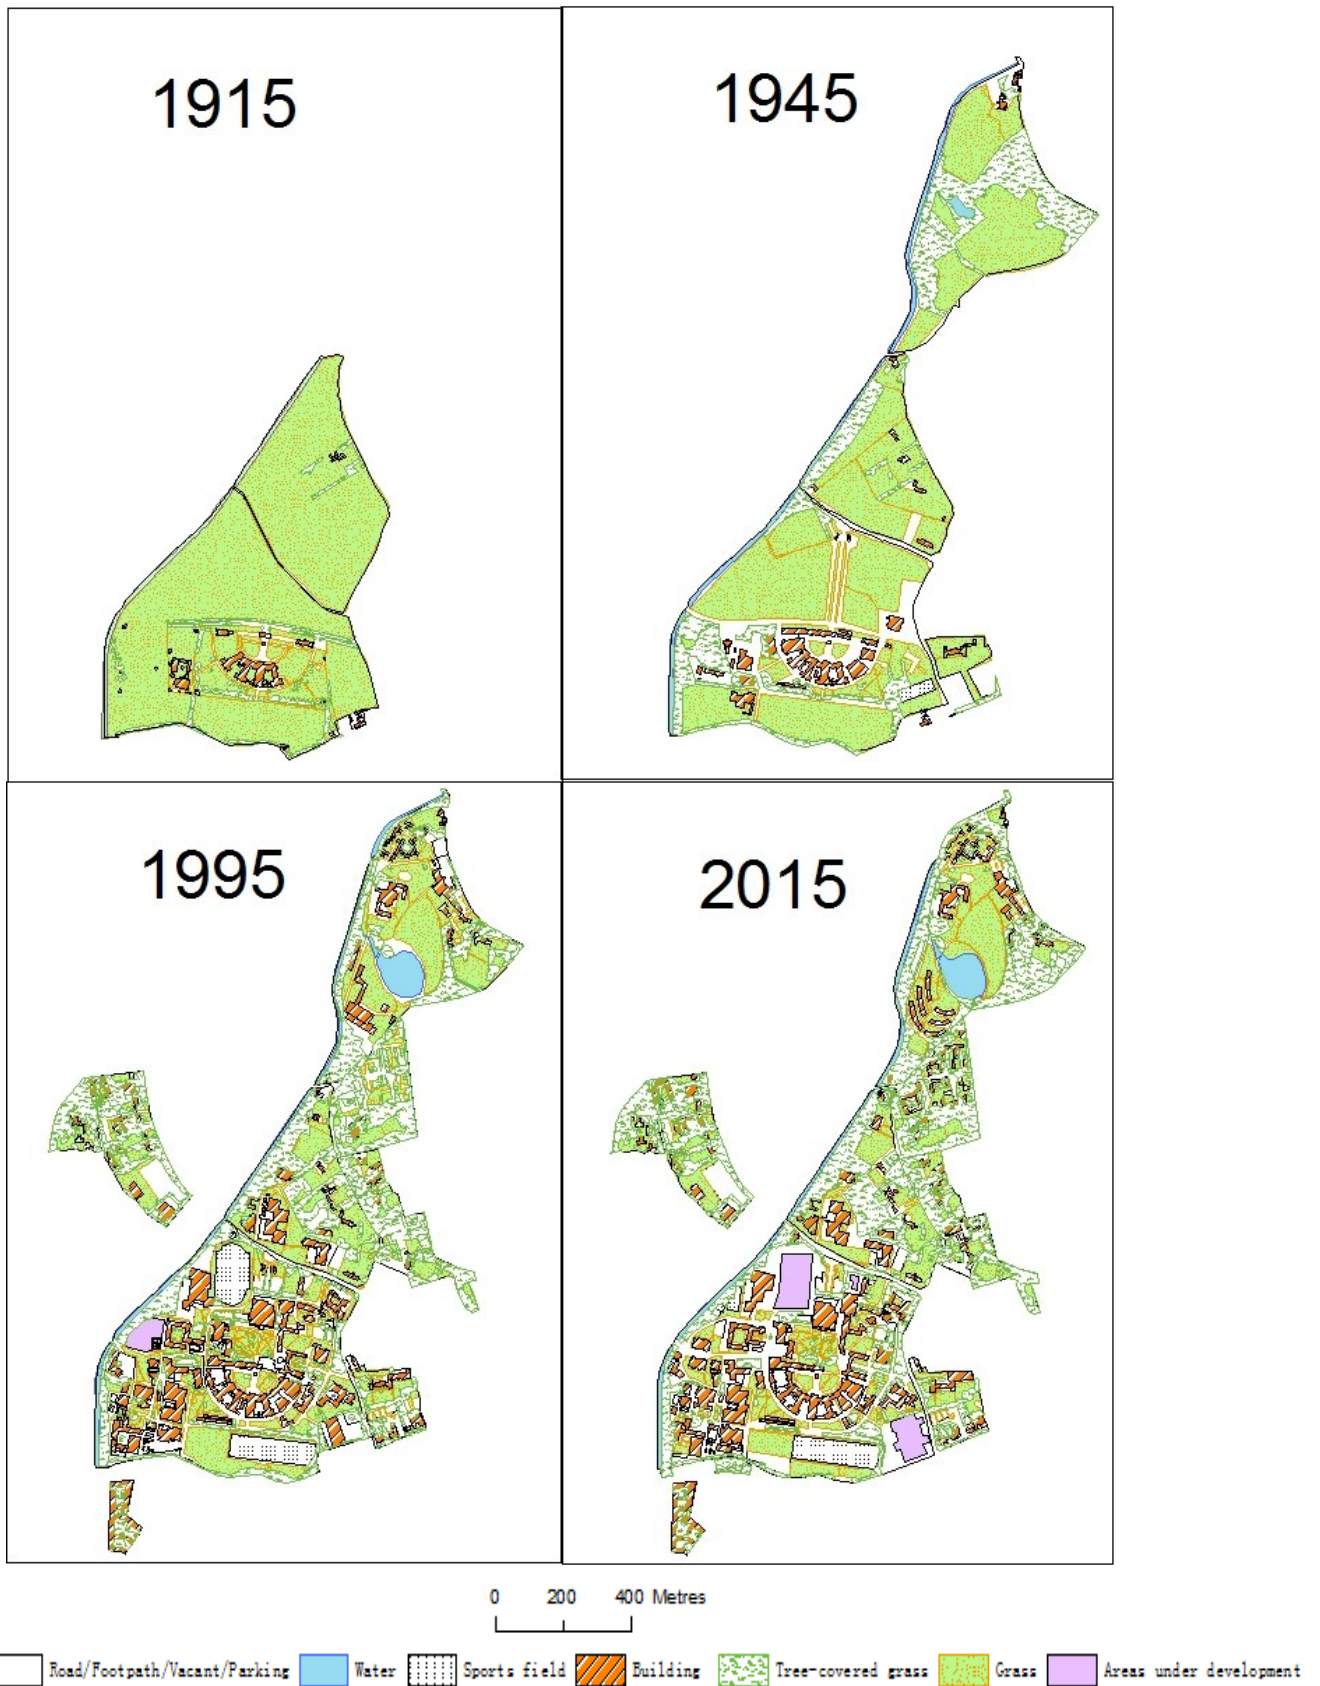 1915
1945
1995
2015
0 200 400 Metres
Road/Footpath/Vacant/Parking Water Sports field Building Tree-covered grass Grass Areas under development